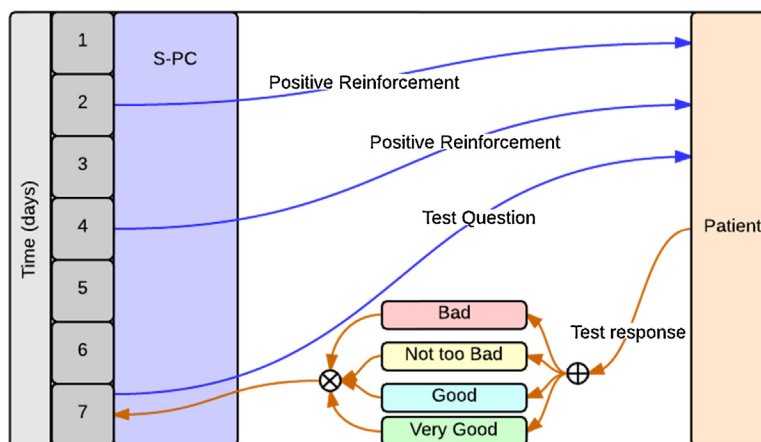 Time (days)
1
2
3
4
5
6
7
S-PC
Positive Reinforcement
Positive Reinforcement
Test Question
Patient
Test response
Bad
Not too Bad
Good
Very Good